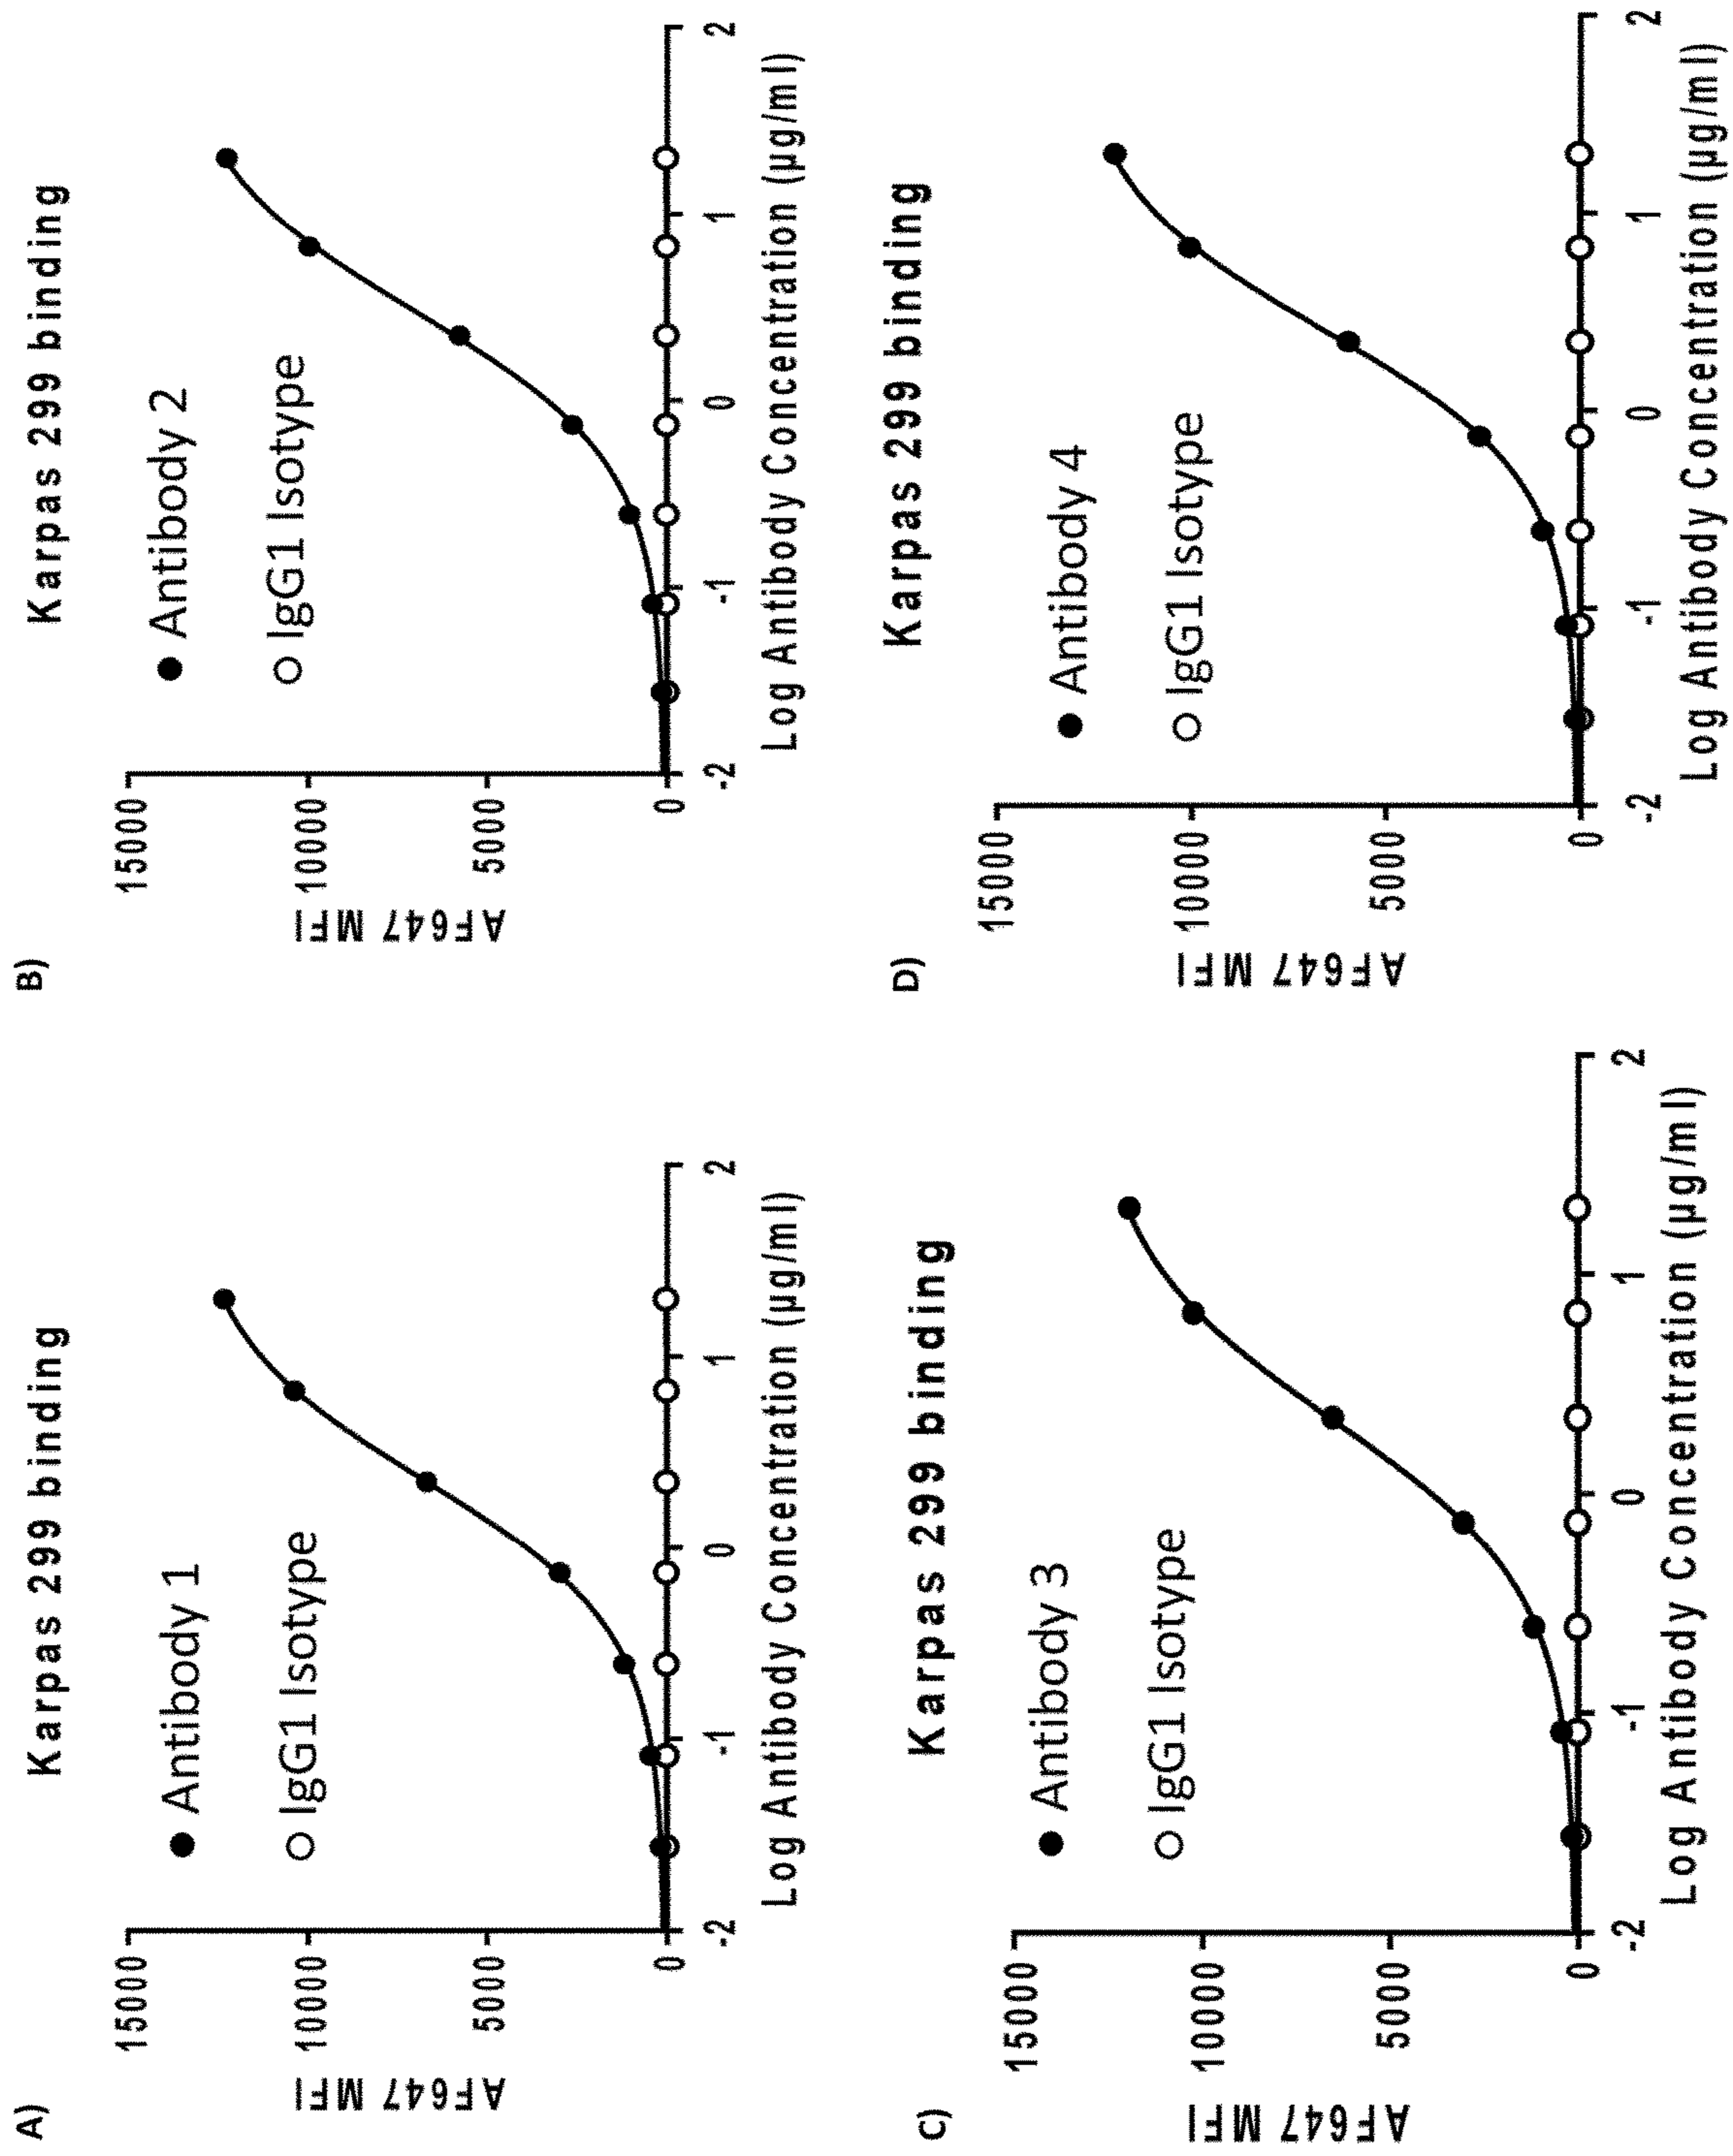 A)
Karpas 299 binding
● Antibody 1
○ IgG1 Isotype
AF647 MFI
15000
10000
5000
0
-2 -1 0 1 2
Log Antibody Concentration (µg/ml)
B)
Karpas 299 binding
● Antibody 2
○ IgG1 Isotype
AF647 MFI
15000
10000
5000
0
-2 -1 0 1 2
Log Antibody Concentration (µg/ml)
C)
Karpas 299 binding
● Antibody 3
○ IgG1 Isotype
AF647 MFI
15000
10000
5000
0
-2 -1 0 1 2
Log Antibody Concentration (µg/ml)
D)
Karpas 299 binding
● Antibody 4
○ IgG1 Isotype
AF647 MFI
15000
10000
5000
0
-2 -1 0 1 2
Log Antibody Concentration (µg/ml)